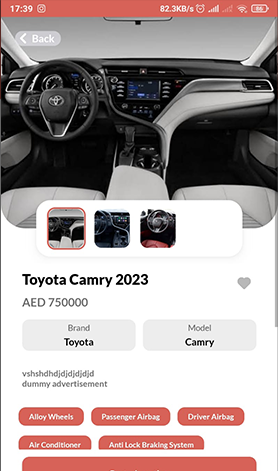 17:39
82.3KB/s
86
Back
Toyota Camry 2023
AED 750000
Brand
Model
Toyota
Camry
vshshdhdjdjdjdjdjd
dummy advertisement
Alloy Wheels
Passenger Airbag
Driver Airbag
Air Conditioner
Anti Lock Braking System